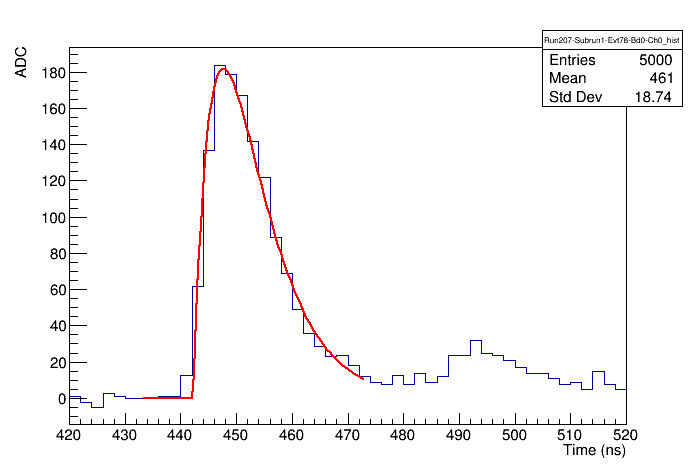 Run207-Subrun1-Evt76-Bd0-Ch0_hist
Entries 5000
Mean 461
Std Dev 18.74
ADC
180
160
140
120
100
80
60
40
20
0
420 430 440 450 460 470 480 490 500 510 520
Time (ns)